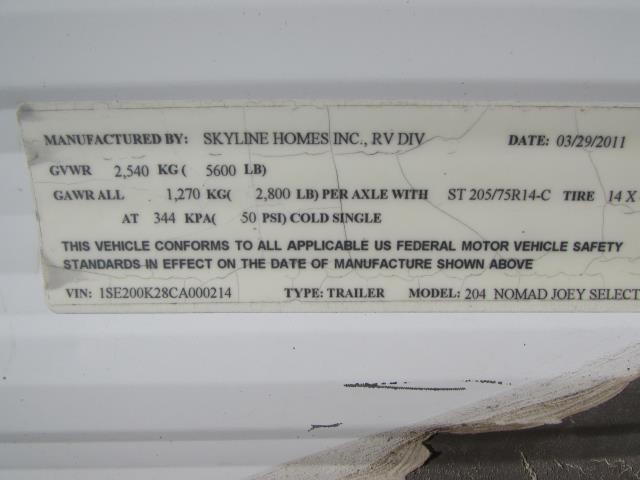 MANUFACTURED BY: SKYLINE HOMES INC., RV DIV DATE: 03/29/2011
GVWR 2,540 KG( 5600 LB)
GAWR ALL 1,270 KG( 2,800 LB) PER AXLE WITH ST 205/75R14-C TIRE 14 X
AT 344 KPA( 50 PSI) COLD SINGLE
THIS VEHICLE CONFORMS TO ALL APPLICABLE US FEDERAL MOTOR VEHICLE SAFETY
STANDARDS IN EFFECT ON THE DATE OF MANUFACTURE SHOWN ABOVE
VIN: 1SE200K28CA000214 TYPE: TRAILER MODEL: 204 NOMAD JOEY SELECT